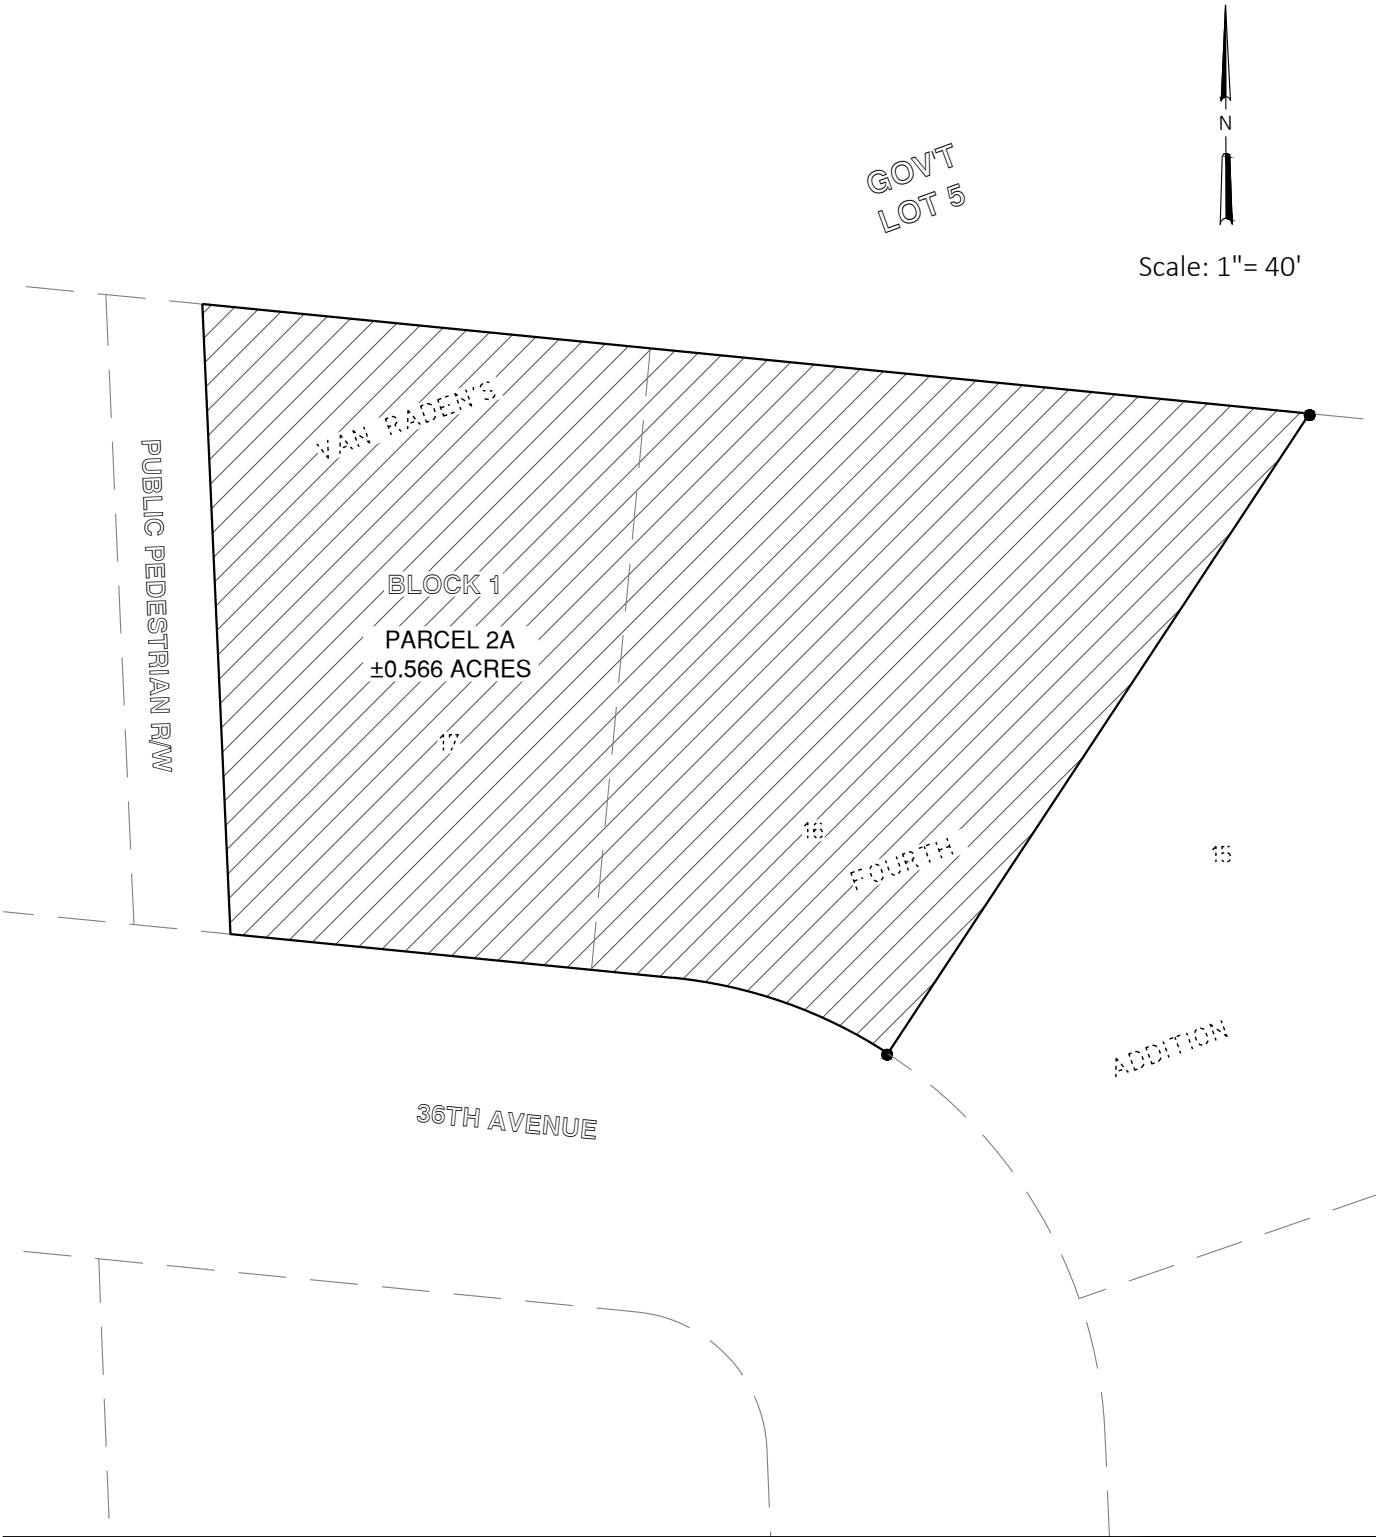 N
GOV'T
LOT 5
Scale: 1"= 40'
VAN RADEN'S
PUBLIC PEDESTRIAN R/W
BLOCK 1
PARCEL 2A
±0.566 ACRES
17
16
FOURTH
15
ADDITION
36TH AVENUE